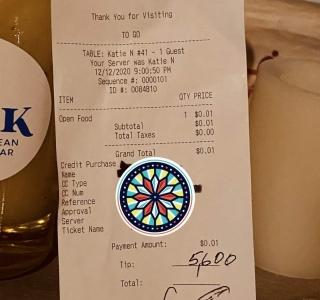 Thank You for Visiting
TO GO
TABLE: Katie N #41 - 1 Guest
Your Server was Katie N
12/12/2020 9:00:50 PM
Sequence #: 0000101
ID #: 0084810
ITEM QTY PRICE
Open Food 1 $0.01
Subtotal $0.01
Total Taxes $0.00
Grand Total $0.01
Credit Purchase
Name
CC Type
CC Num
Reference
Approval
Server
Ticket Name
Payment Amount: $0.01
Tip: 5,600
Total:
K
EAN
AR